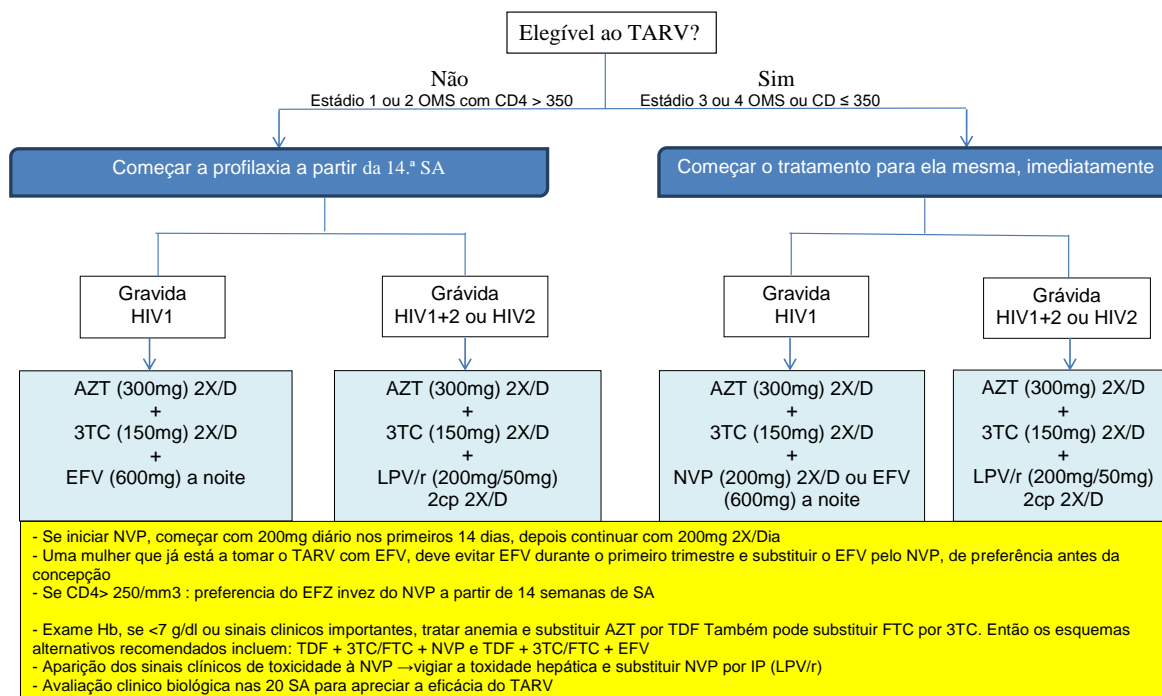 Elegível ao TARV?
Não
Estádio 1 ou 2 OMS com CD4 > 350
Sim
Estádio 3 ou 4 OMS ou CD ≤ 350
Começar a profilaxia a partir da 14.ª SA
Começar o tratamento para ela mesma, imediatamente
Gravida
HIV1
Grávida
HIV1+2 ou HIV2
Gravida
HIV1
Grávida
HIV1+2 ou HIV2
AZT (300mg) 2X/D
+
3TC (150mg) 2X/D
+
EFV (600mg) a noite
AZT (300mg) 2X/D
+
3TC (150mg) 2X/D
+
LPV/r (200mg/50mg)
2cp 2X/D
AZT (300mg) 2X/D
+
3TC (150mg) 2X/D
+
NVP (200mg) 2X/D ou EFV
(600mg) a noite
AZT (300mg) 2X/D
+
3TC (150mg) 2X/D
+
LPV/r (200mg/50mg)
2cp 2X/D
- Se iniciar NVP, começar com 200mg diário nos primeiros 14 dias, depois continuar com 200mg 2X/Dia
- Uma mulher que já está a tomar o TARV com EFV, deve evitar EFV durante o primeiro trimestre e substituir o EFV pelo NVP, de preferência antes da
concepção
- Se CD4> 250/mm3 : preferencia do EFZ invez do NVP a partir de 14 semanas de SA
- Exame Hb, se <7 g/dl ou sinais clinicos importantes, tratar anemia e substituir AZT por TDF Também pode substituir FTC por 3TC. Então os esquemas
alternativos recomendados incluem: TDF + 3TC/FTC + NVP e TDF + 3TC/FTC + EFV
- Aparição dos sinais clínicos de toxicidade à NVP →vigiar a toxidade hepática e substituir NVP por IP (LPV/r)
- Avaliação clinico biológica nas 20 SA para apreciar a eficácia do TARV